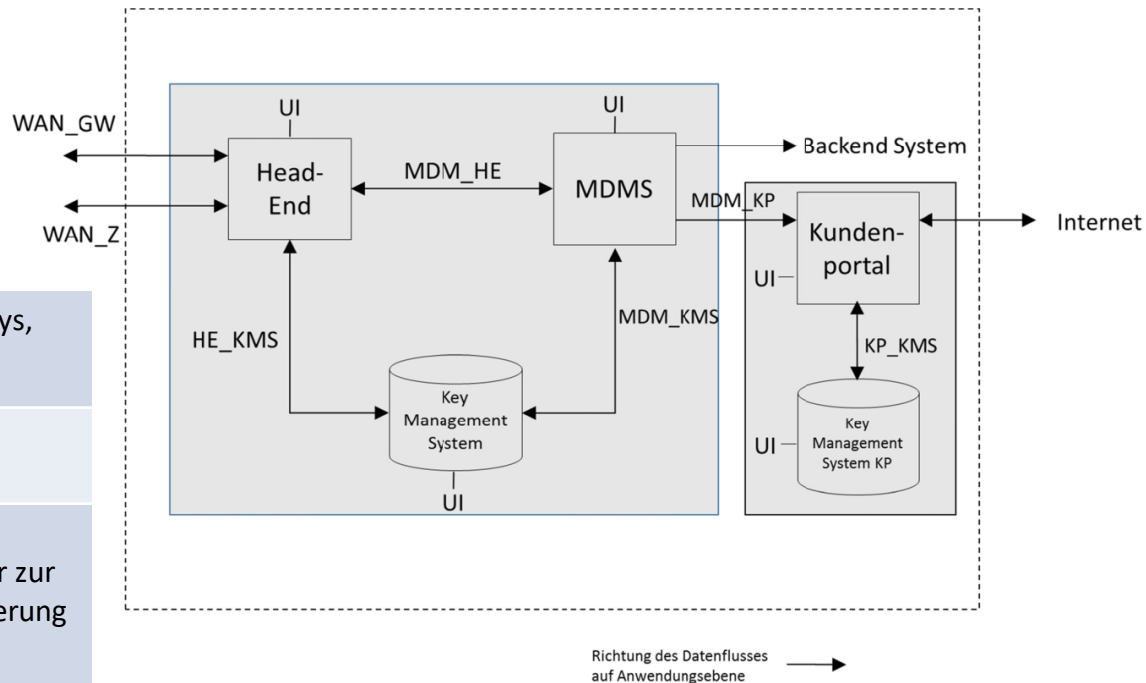 WAN_GW
WAN_Z
UI
Head-
End
MDM_HE
UI
MDMS
Backend System
MDM_KP
Kunden-
portal
UI
Internet
HE_KMS
MDM_KMS
KP_KMS
Key
Management
System
UI
Key
Management
System KP
UI
ys,
r zur
erung
Richtung des Datenflusses
auf Anwendungsebene